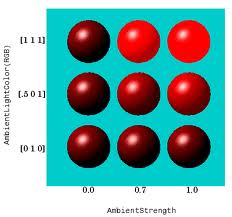 [1 1 1]
[.5 0 1]
[0 1 0]
AmbientLightColor(RGB)
0.0 0.7 1.0
AmbientStrength